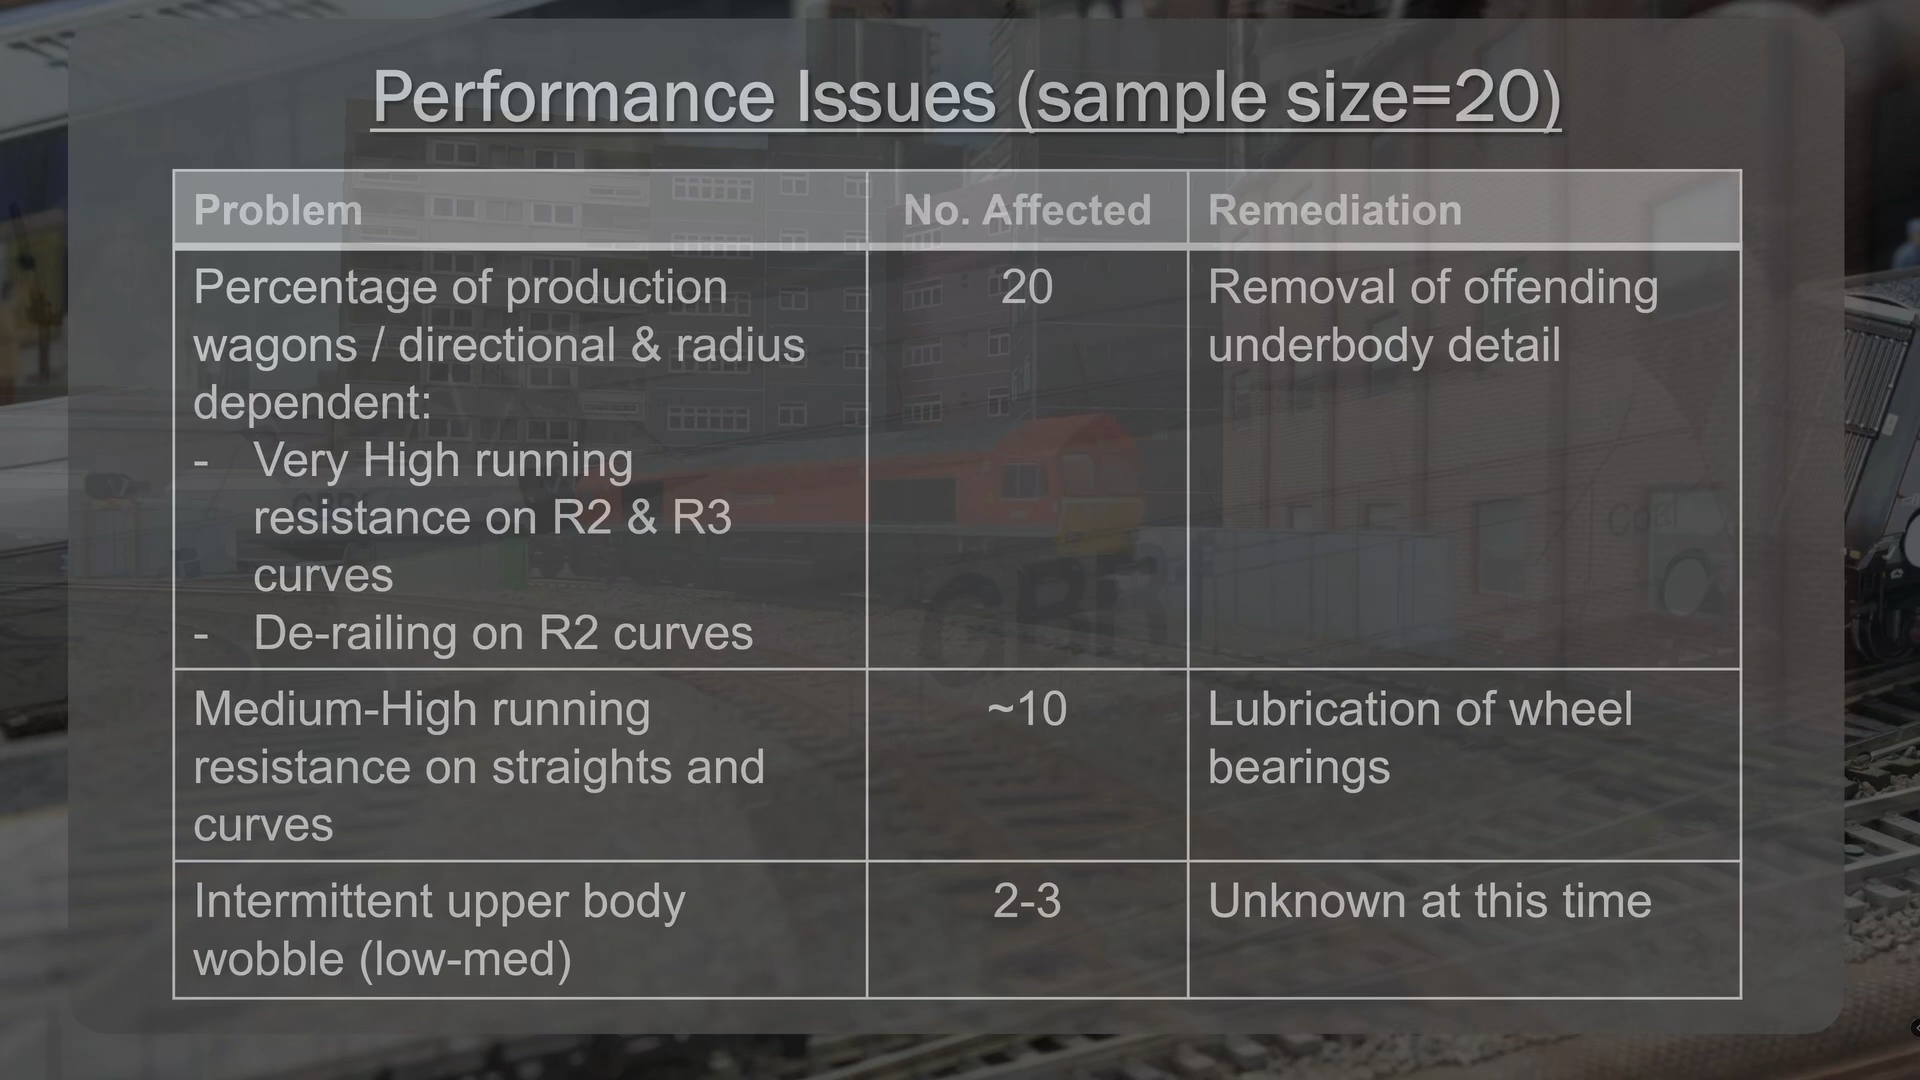 Performance Issues (sample size=20)
Problem
No. Affected
Remediation
Percentage of production
wagons / directional & radius
dependent:
- Very High running
resistance on R2 & R3
curves
- De-railing on R2 curves
20
Removal of offending
underbody detail
Medium-High running
resistance on straights and
curves
~10
Lubrication of wheel
bearings
Intermittent upper body
wobble (low-med)
2-3
Unknown at this time